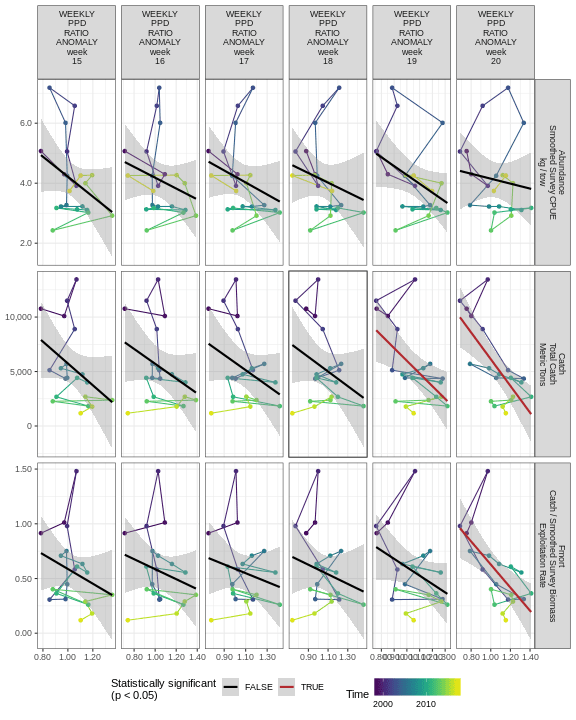 WEEKLY
PPD
RATIO
ANOMALY
week
15
WEEKLY
PPD
RATIO
ANOMALY
week
16
WEEKLY
PPD
RATIO
ANOMALY
week
17
WEEKLY
PPD
RATIO
ANOMALY
week
18
WEEKLY
PPD
RATIO
ANOMALY
week
19
WEEKLY
PPD
RATIO
ANOMALY
week
20
6.0
4.0
2.0
Abundance
Smoothed Survey CPUE
kg / tow
10,000
5,000
0
Catch
Total Catch
Metric Tons
1.50
1.00
0.50
0.00
Fmort
Catch / Smoothed Survey Biomass
Exploitation Rate
0.80 1.00 1.20
0.80 1.00 1.20 1.40
0.90 1.10 1.30
0.90 1.10 1.30
0.80 1.00 1.20 1.40
Statistically significant
(p < 0.05)
FALSE
TRUE
Time
2000
2010